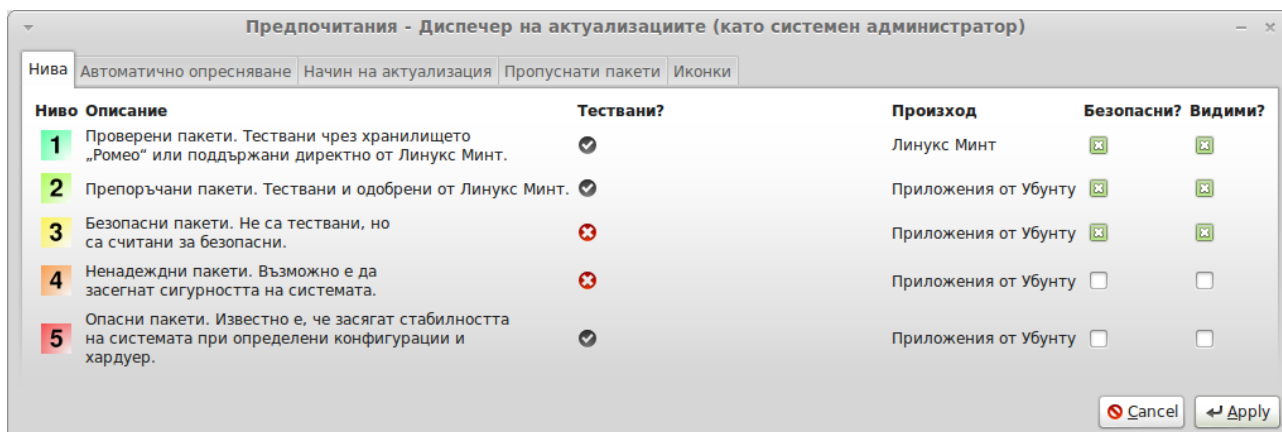 Предпочитания - Диспечер на актуализациите (като системен администратор)
Нива Автоматично опресняване Начин на актуализация Пропуснати пакети Иконки
Ниво Описание Тествани? Произход Безопасни? Видими?
1 Проверени пакети. Тествани чрез хранилището
„Ромео“ или поддържани директно от Линукс Минт. Линукс Минт
2 Препоръчани пакети. Тествани и одобрени от Линукс Минт. Приложения от Убунту
3 Безопасни пакети. Не са тествани, но
са считани за безопасни. Приложения от Убунту
4 Ненадеждни пакети. Възможно е да
засегнат сигурността на системата. Приложения от Убунту
5 Опасни пакети. Известно е, че засягат стабилността
на системата при определени конфигурации и Приложения от Убунту
хардуер.
Cancel Apply